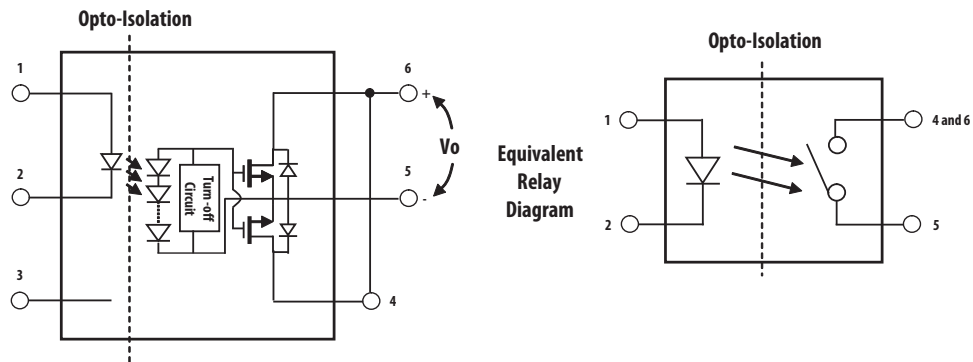 Opto-Isolation
1
2
3
Turn-off
Circuit
6
+
Vo
5
-
4
Equivalent
Relay
Diagram
Opto-Isolation
1
2
4 and 6
5